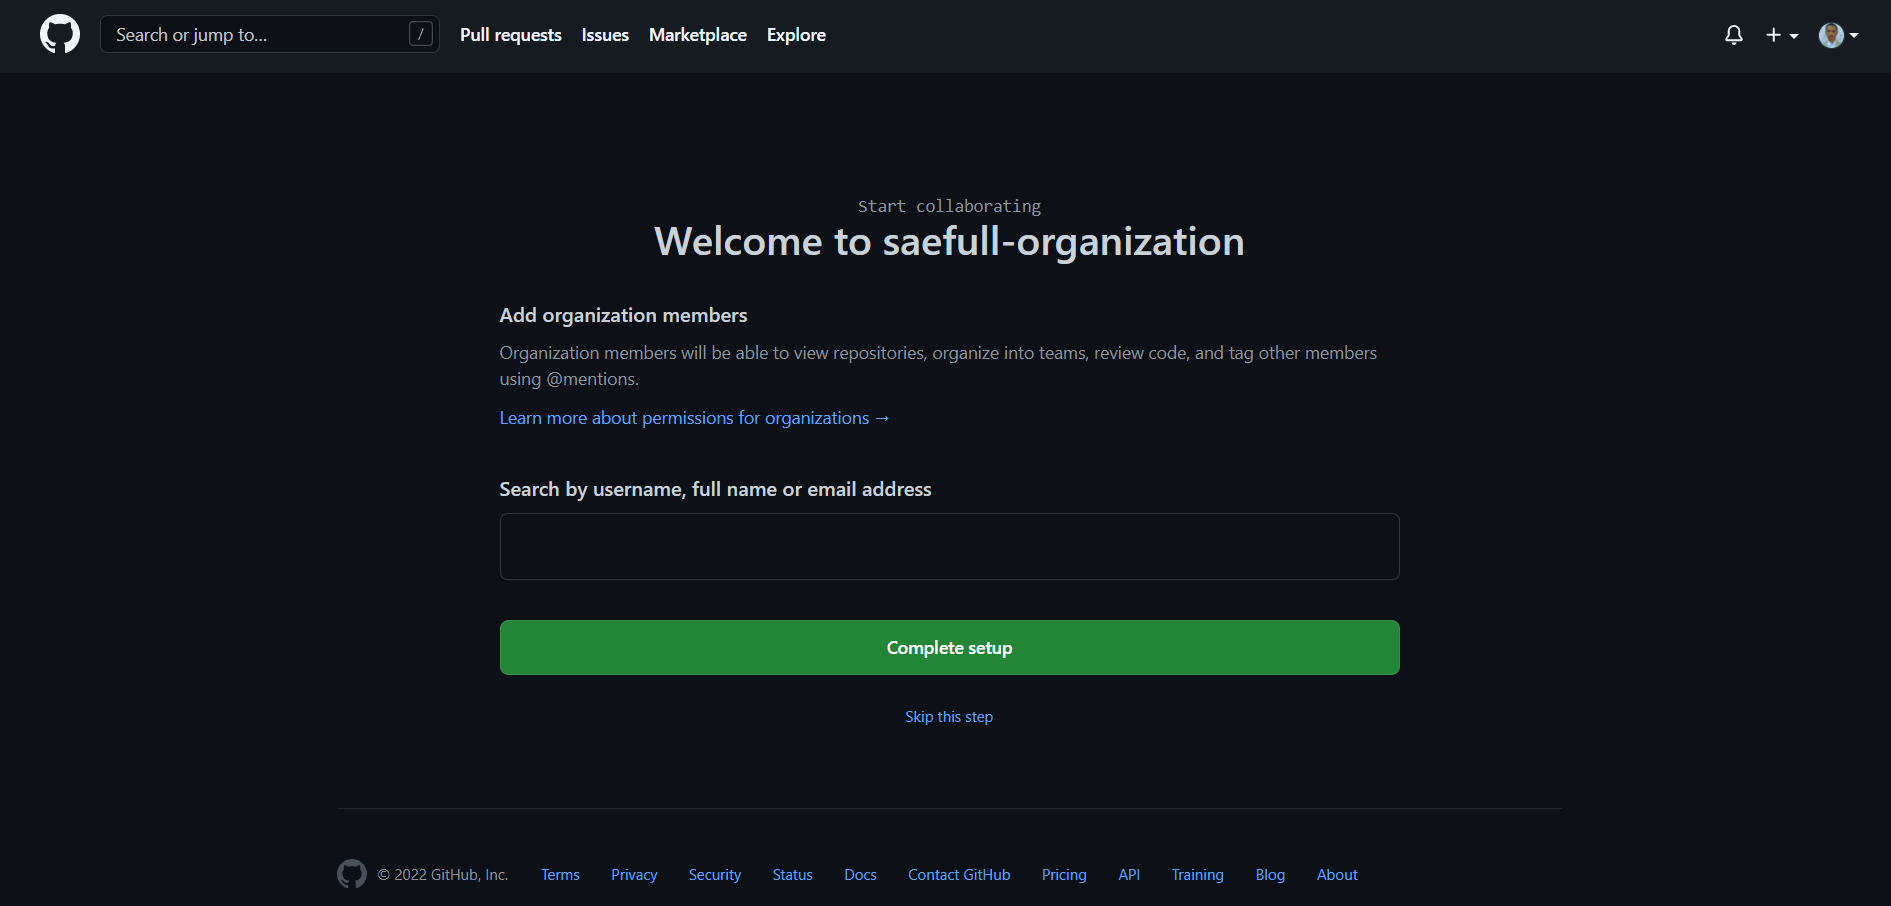 Search or jump to... /
Pull requests Issues Marketplace Explore
Start collaborating
Welcome to saefull-organization
Add organization members
Organization members will be able to view repositories, organize into teams, review code, and tag other members
using @mentions.
Learn more about permissions for organizations →
Search by username, full name or email address
Complete setup
Skip this step
© 2022 GitHub, Inc. Terms Privacy Security Status Docs Contact GitHub Pricing API Training Blog About